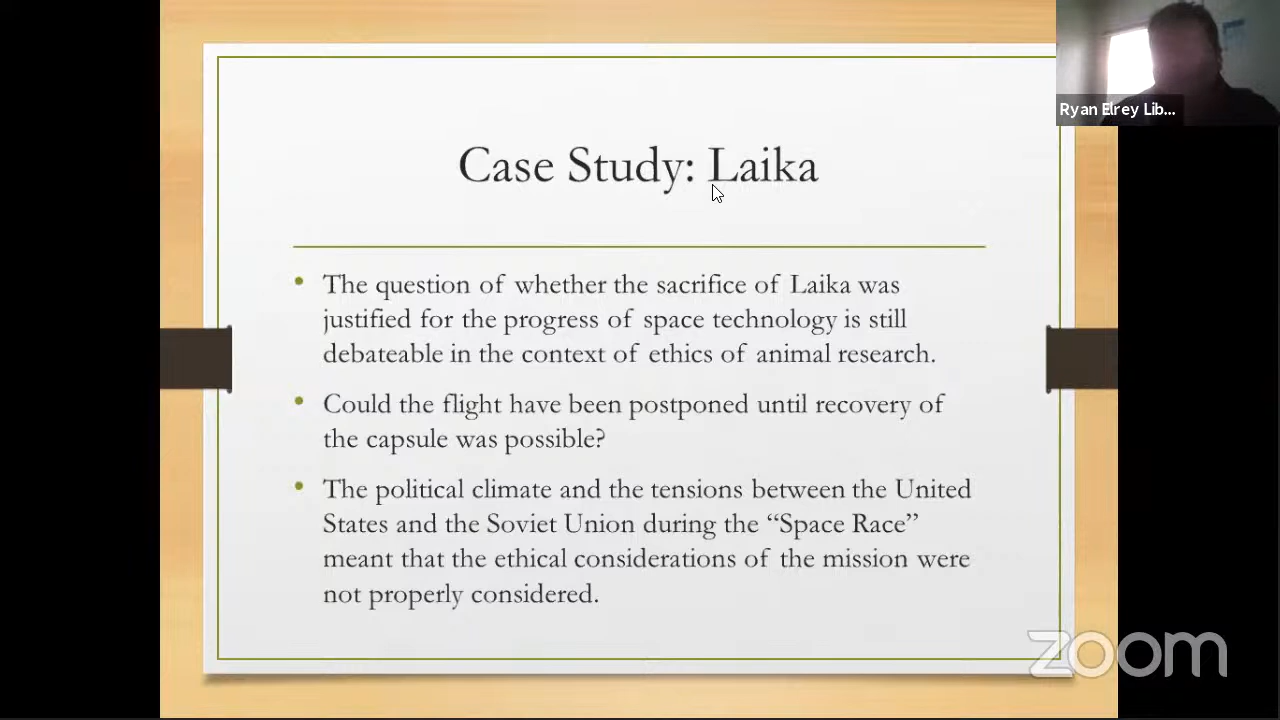 Ryan Elrey Lib...
Case Study: Laika
• The question of whether the sacrifice of Laika was
justified for the progress of space technology is still
debateable in the context of ethics of animal research.
• Could the flight have been postponed until recovery of
the capsule was possible?
• The political climate and the tensions between the United
States and the Soviet Union during the “Space Race”
meant that the ethical considerations of the mission were
not properly considered.
zoom